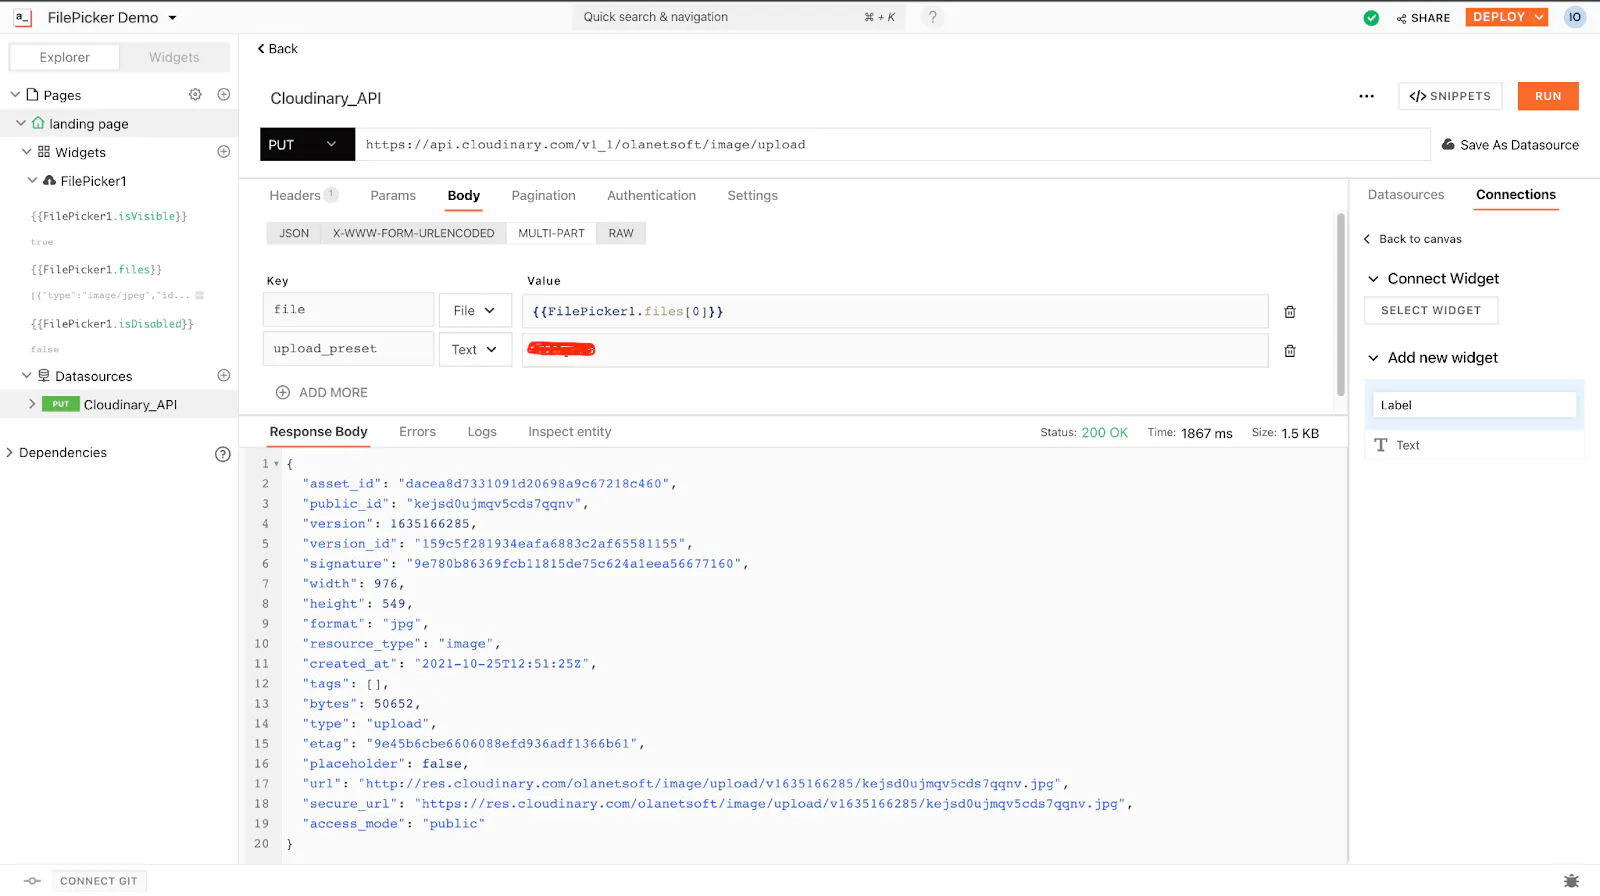 a_ FilePicker Demo
Quick search & navigation ⌘ + K ?
SHARE DEPLOY IO
Explorer Widgets
Pages
landing page
Widgets
FilePicker1
{{FilePicker1.isVisible}}
true
{{FilePicker1.files}}
[{"type":"image/jpeg","id...
{{FilePicker1.isDisabled}}
false
Datasources
PUT Cloudinary_API
Dependencies ?
Back
Cloudinary_API
</> SNIPPETS RUN
PUT https://api.cloudinary.com/v1_1/olanetsoft/image/upload Save As Datasource
Headers 1 Params Body Pagination Authentication Settings
JSON X-WWW-FORM-URLENCODED MULTI-PART RAW
Key Value
file File {{FilePicker1.files[0]}}
upload_preset Text
ADD MORE
Response Body Errors Logs Inspect entity Status: 200 OK Time: 1867 ms Size: 1.5 KB
1 {
2 "asset_id": "dacea8d7331091d20698a9c67218c460",
3 "public_id": "kejsd0ujmqv5cds7qqnv",
4 "version": 1635166285,
5 "version_id": "159c5f281934eafa6883c2af65581155",
6 "signature": "9e780b86369fcb11815de75c624a1eea56677160",
7 "width": 976,
8 "height": 549,
9 "format": "jpg",
10 "resource_type": "image",
11 "created_at": "2021-10-25T12:51:25Z",
12 "tags": [],
13 "bytes": 50652,
14 "type": "upload",
15 "etag": "9e45b6cbe6606088efd936adf1366b61",
16 "placeholder": false,
17 "url": "http://res.cloudinary.com/olanetsoft/image/upload/v1635166285/kejsd0ujmqv5cds7qqnv.jpg",
18 "secure_url": "https://res.cloudinary.com/olanetsoft/image/upload/v1635166285/kejsd0ujmqv5cds7qqnv.jpg",
19 "access_mode": "public"
20 }
Datasources Connections
Back to canvas
Connect Widget
SELECT WIDGET
Add new widget
Label
Text
CONNECT GIT